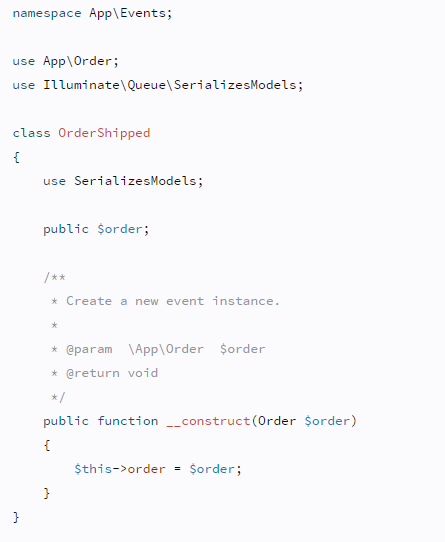 namespace App\Events;
use App\Order;
use Illuminate\Queue\SerializesModels;
class OrderShipped
{
use SerializesModels;
public $order;
/**
* Create a new event instance.
*
* @param  \App\Order  $order
* @return void
*/
public function __construct(Order $order)
{
$this->order = $order;
}
}